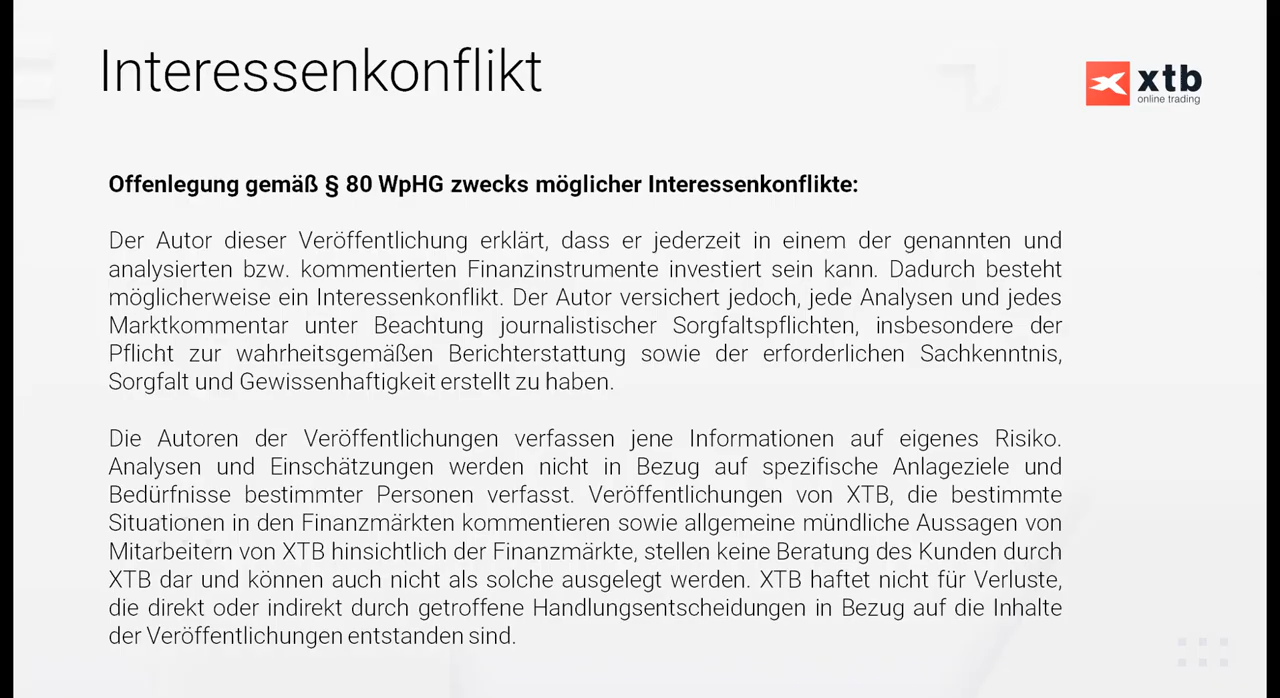 Interessenkonflikt
xtb
online trading
Offenlegung gemäß § 80 WpHG zwecks möglicher Interessenkonflikte:
Der Autor dieser Veröffentlichung erklärt, dass er jederzeit in einem der genannten und
analysierten bzw. kommentierten Finanzinstrumente investiert sein kann. Dadurch besteht
möglicherweise ein Interessenkonflikt. Der Autor versichert jedoch, jede Analysen und jedes
Marktkommentar unter Beachtung journalistischer Sorgfaltspflichten, insbesondere der
Pflicht zur wahrheitsgemäßen Berichterstattung sowie der erforderlichen Sachkenntnis,
Sorgfalt und Gewissenhaftigkeit erstellt zu haben.
Die Autoren der Veröffentlichungen verfassen jene Informationen auf eigenes Risiko.
Analysen und Einschätzungen werden nicht in Bezug auf spezifische Anlageziele und
Bedürfnisse bestimmter Personen verfasst. Veröffentlichungen von XTB, die bestimmte
Situationen in den Finanzmärkten kommentieren sowie allgemeine mündliche Aussagen von
Mitarbeitern von XTB hinsichtlich der Finanzmärkte, stellen keine Beratung des Kunden durch
XTB dar und können auch nicht als solche ausgelegt werden. XTB haftet nicht für Verluste,
die direkt oder indirekt durch getroffene Handlungsentscheidungen in Bezug auf die Inhalte
der Veröffentlichungen entstanden sind.